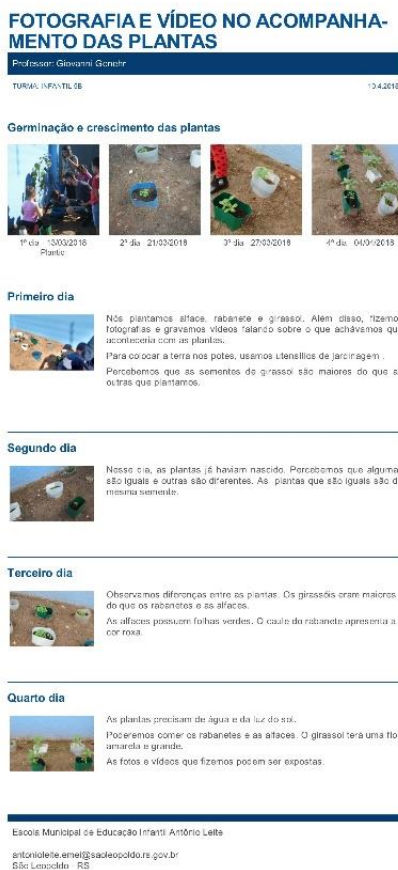 FOTOGRAFIA E VÍDEO NO ACOMPANHA-
MENTO DAS PLANTAS
Professor: Giovanni Genehr
TURMA: INFANTIL 5B
10.4.2018
Germinação e crescimento das plantas
1º dia 13/03/2018
Plantio
2º dia 21/03/2018
3º dia 27/03/2018
4º dia 04/04/2018
Primeiro dia
Nós plantamos alface, rabanete e girassol. Além disso, fizemo
fotografias e gravamos vídeos falando sobre o que achávamos qu
aconteceria com as plantas.
Para colocar a terra nos potes, usamos utensílios de jardinagem .
Percebemos que as sementes de girassol são maiores do que a
outras que plantamos.
Segundo dia
Nesse dia, as plantas já haviam nascido. Percebemos que alguma
são iguais e outras são diferentes. As plantas que são iguais são d
mesma semente.
Terceiro dia
Observamos diferenças entre as plantas. Os girassóis eram maiores
do que os rabanetes e as alfaces.
As alfaces possuem folhas verdes. O caule do rabanete apresenta a
cor roxa.
Quarto dia
As plantas precisam de água e da luz do sol.
Poderemos comer os rabanetes e as alfaces. O girassol terá uma flo
amarela e grande.
As fotos e vídeos que fizemos podem ser expostas.
Escola Municipal de Educação Infantil Antônio Leite
antonioleite.emei@saoleopoldo.rs.gov.br
São Leopoldo - RS